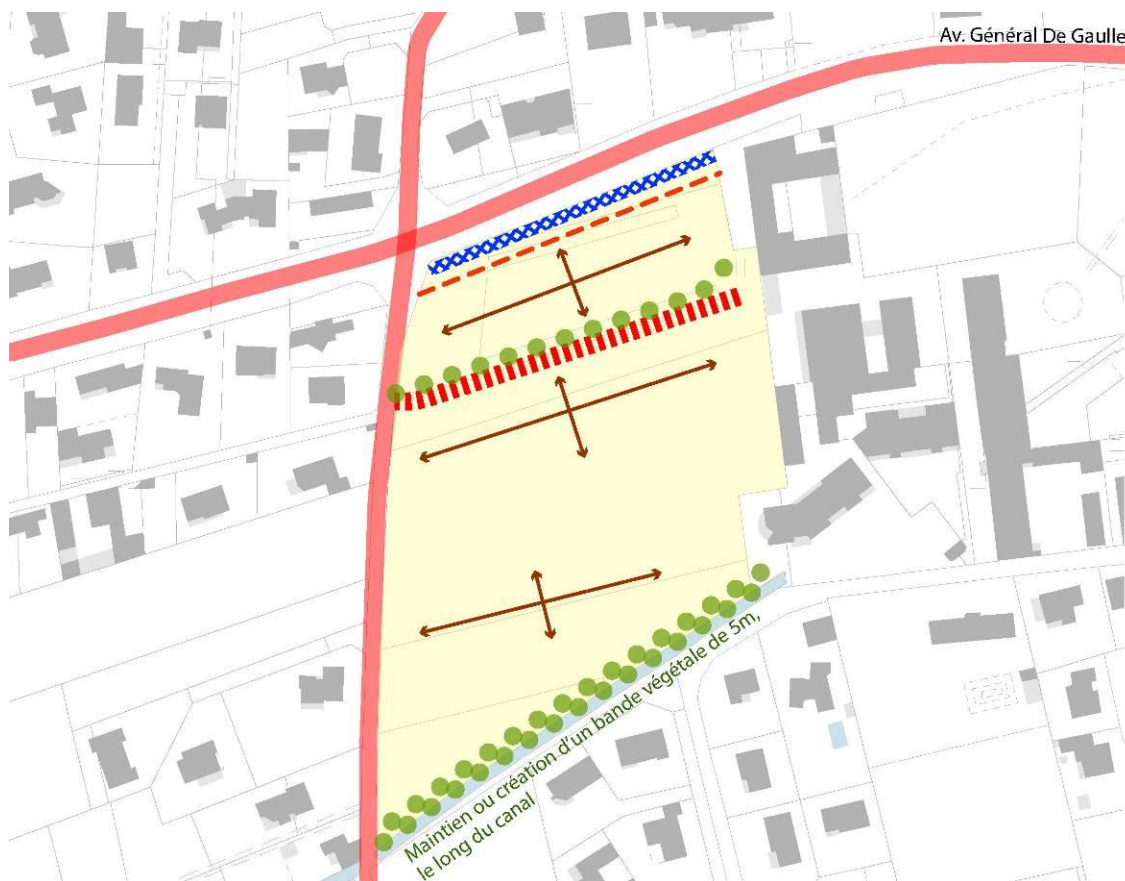 Av. Général De Gaulle
Maintien ou création d'un bande végétale de 5m,
le long du canal